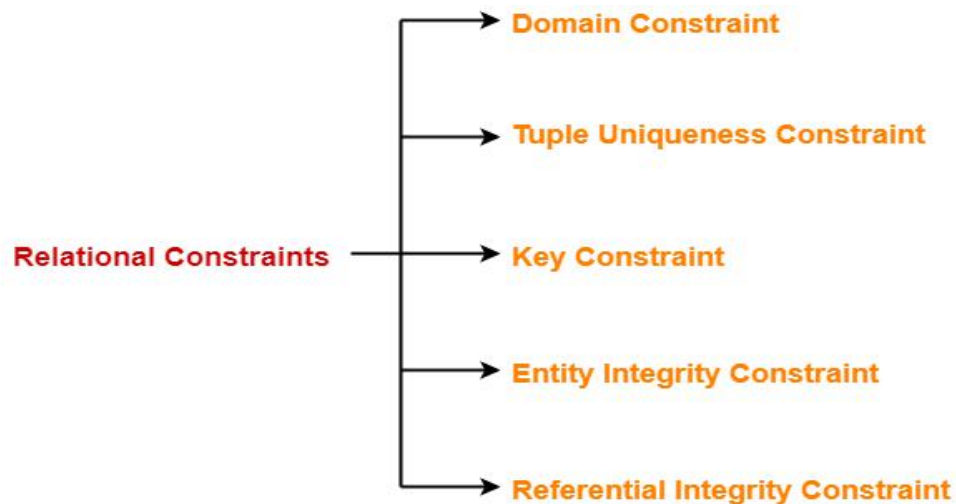 Domain Constraint
Tuple Uniqueness Constraint
Relational Constraints
Key Constraint
Entity Integrity Constraint
Referential Integrity Constraint